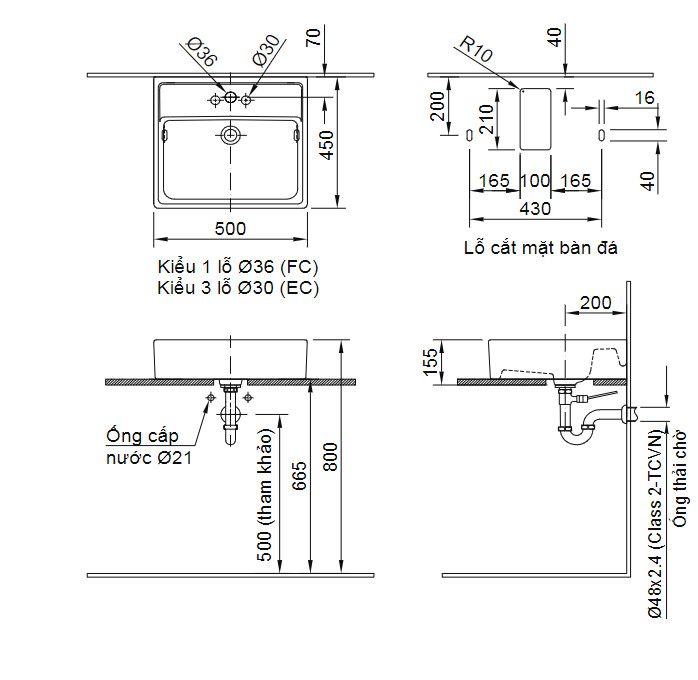 Ø36
Ø30
70
450
500
Kiểu 1 lỗ Ø36 (FC)
Kiểu 3 lỗ Ø30 (EC)
R10
40
200
210
16
40
165
100
165
430
Lỗ cắt mặt bàn đá
Ống cấp
nước Ø21
500 (tham khảo)
665
800
200
155
Ø48x2.4 (Class 2-TCVN)
Ống thải chờ